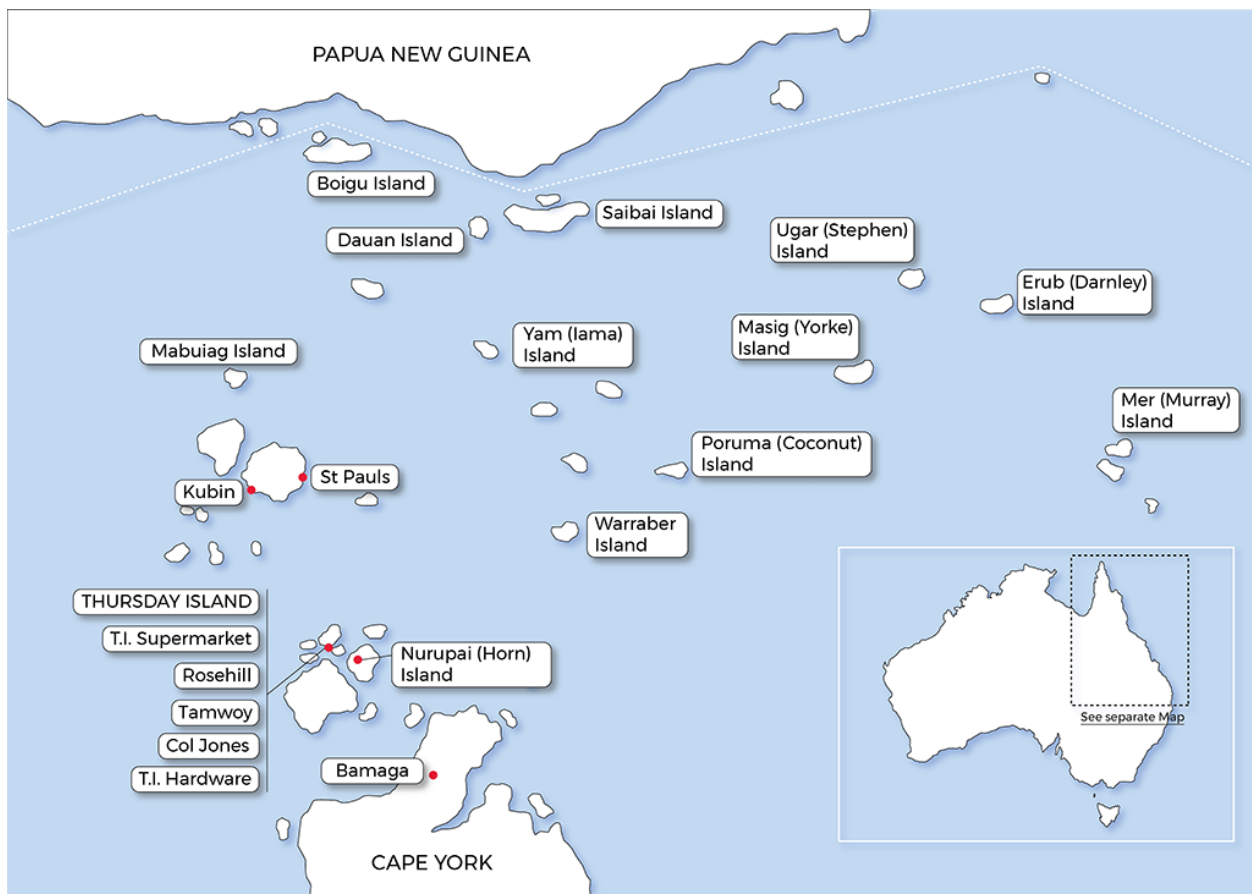 PAPUA NEW GUINEA
Boigu Island
Saibai Island
Dauan Island
Ugar (Stephen)
Island
Erub (Darnley)
Island
Masig (Yorke)
Island
Yam (Iama)
Island
Mabuiag Island
Mer (Murray)
Island
Poruma (Coconut)
Island
St Pauls
Kubin
Warraber
Island
THURSDAY ISLAND
T.I. Supermarket
Rosehill
Tamwoy
Col Jones
T.I. Hardware
Nurupai (Horn)
Island
Bamaga
CAPE YORK
See separate Map